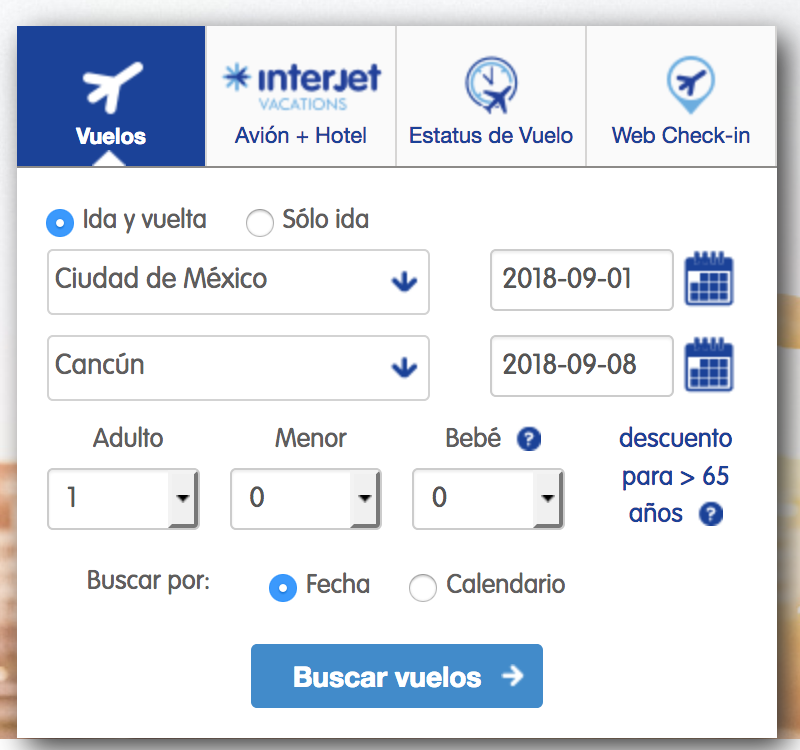 interjet
VACATIONS
Vuelos
Avión + Hotel
Estatus de Vuelo
Web Check-in
Ida y vuelta
Sólo ida
Ciudad de México
2018-09-01
Cancún
2018-09-08
Adulto
Menor
Bebé ?
descuento
para > 65
años ?
1
0
0
Buscar por:
Fecha
Calendario
Buscar vuelos